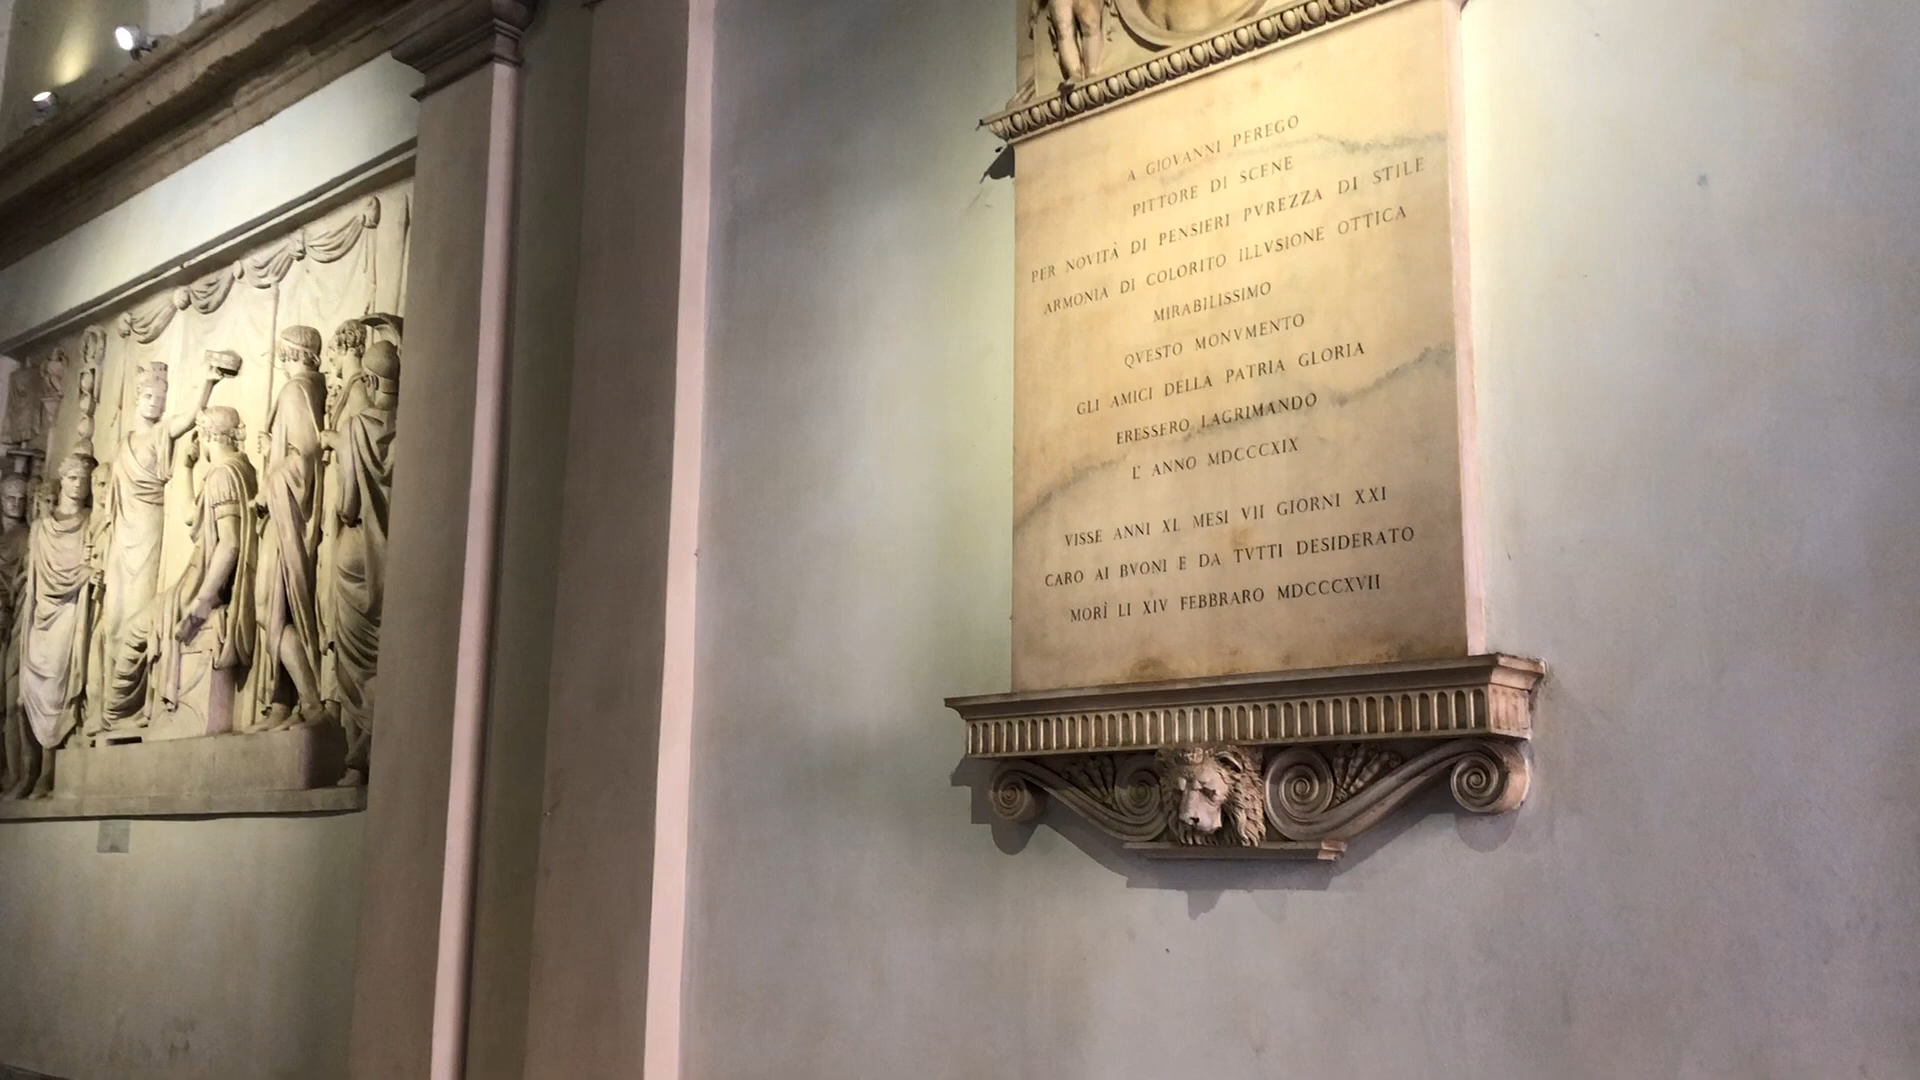 A GIOVANNI PEREGO
PITTORE DI SCENE
PER NOVITÀ DI PENSIERI PVREZZA DI STILE
ARMONIA DI COLORITO ILLVSIONE OTTICA
MIRABILISSIMO
QVESTO MONVMENTO
GLI AMICI DELLA PATRIA GLORIA
ERESSERO LAGRIMANDO
L' ANNO MDCCCXIX
VISSE ANNI XL MESI VII GIORNI XXI
CARO AI BVONI E DA TVTTI DESIDERATO
MORÌ LI XIV FEBBRARO MDCCCXVII